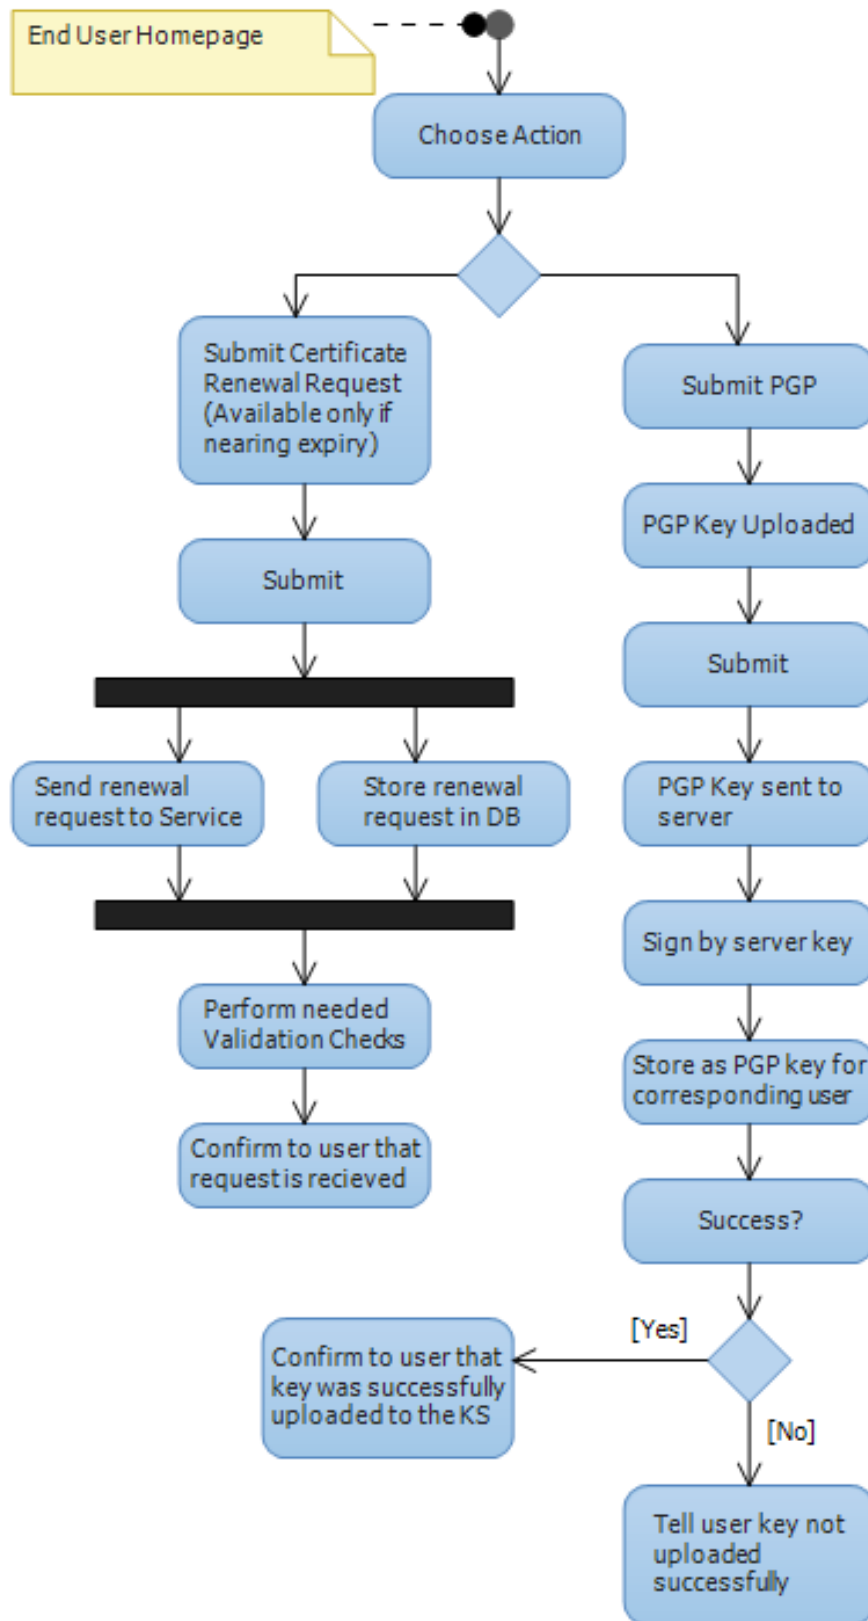 End User Homepage
Choose Action
Submit Certificate
Renewal Request
(Available only if
nearing expiry)
Submit
Send renewal
request to Service
Store renewal
request in DB
Perform needed
Validation Checks
Confirm to user that
request is recieved
Submit PGP
PGP Key Uploaded
Submit
PGP Key sent to
server
Sign by server key
Store as PGP key for
corresponding user
Success?
[Yes]
Confirm to user that
key was successfully
uploaded to the KS
[No]
Tell user key not
uploaded
successfully